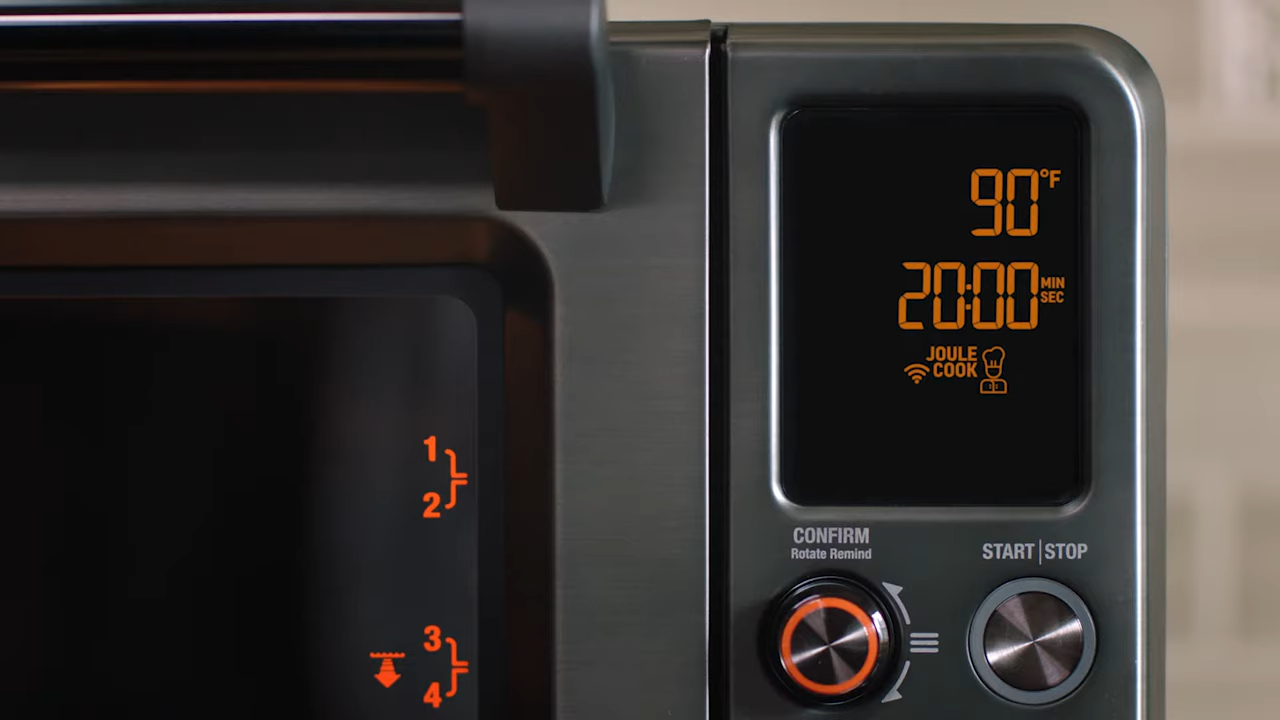 90°F
20:00 MIN SEC
JOULE
COOK
1
2
3
4
CONFIRM
Rotate Remind
START|STOP